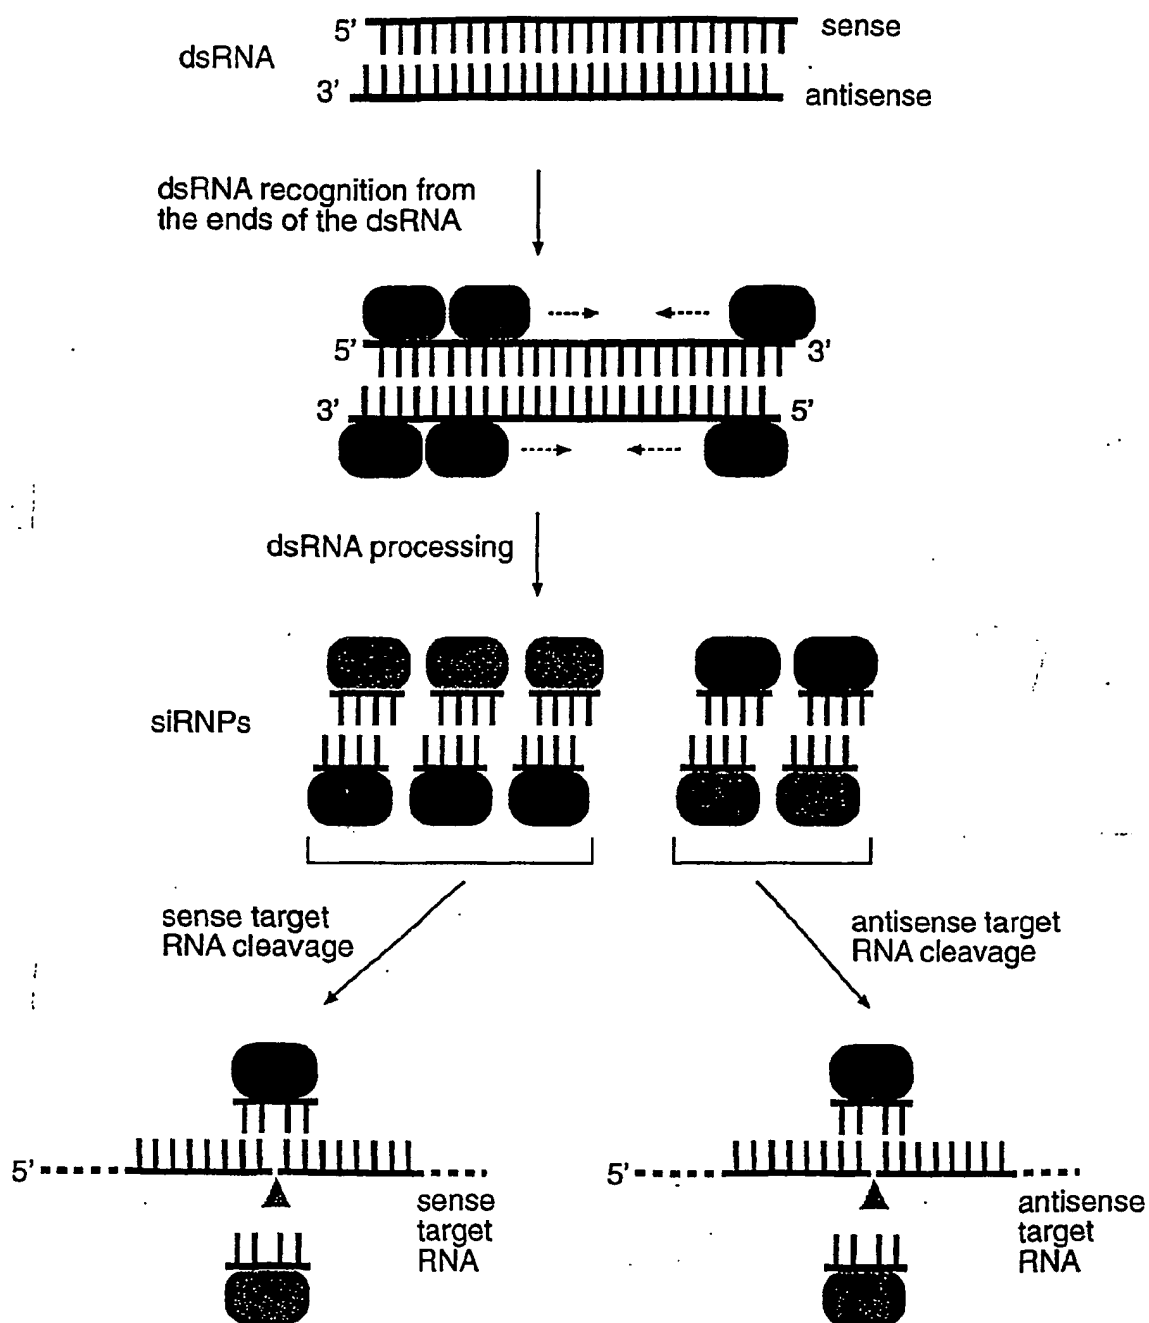 5’
sense
dsRNA
3’
antisense
dsRNA recognition from
the ends of the dsRNA
5’
3’
3’
5’
dsRNA processing
siRNPs
sense target
RNA cleavage
antisense target
RNA cleavage
5’
sense
target
RNA
5’
antisense
target
RNA